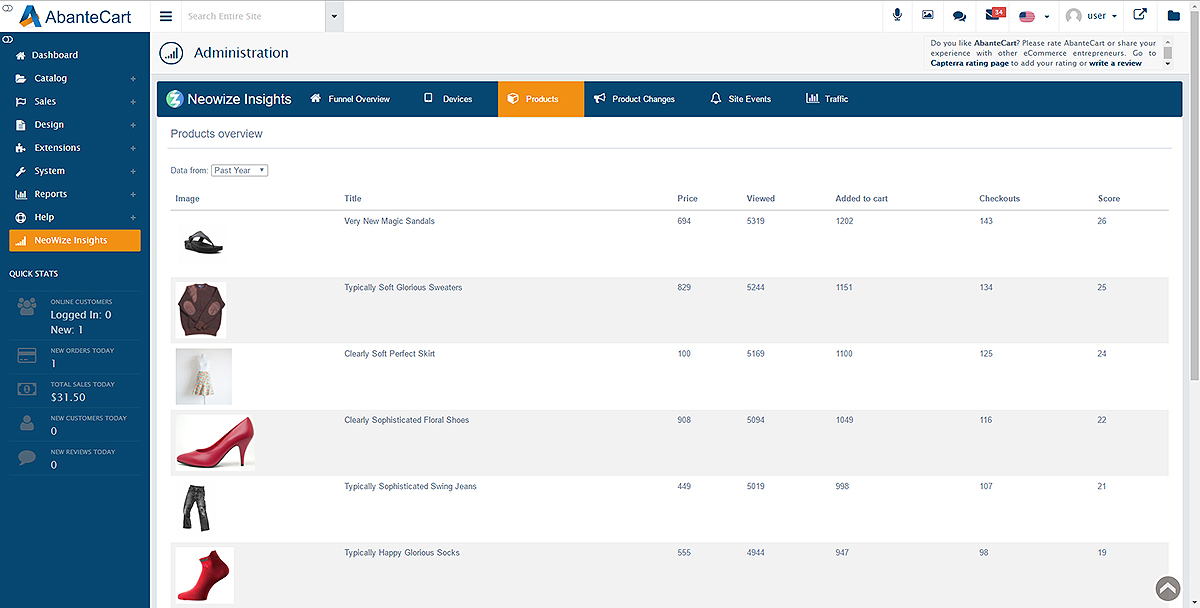 AbanteCart
Search Entire Site
34
user
Administration
Do you like AbanteCart? Please rate AbanteCart or share your
experience with other eCommerce entrepreneurs. Go to
Capterra rating page to add your rating or write a review
Dashboard
Catalog +
Sales +
Design +
Extensions +
System +
Reports +
Help +
NeoWize Insights
QUICK STATS
ONLINE CUSTOMERS
Logged In: 0
New: 1
NEW ORDERS TODAY
1
TOTAL SALES TODAY
$31.50
NEW CUSTOMERS TODAY
0
NEW REVIEWS TODAY
0
Neowize Insights Funnel Overview Devices Products Product Changes Site Events Traffic
Products overview
Data from: Past Year
Image Title Price Viewed Added to cart Checkouts Score
Very New Magic Sandals 694 5319 1202 143 26
Typically Soft Glorious Sweaters 829 5244 1151 134 25
Clearly Soft Perfect Skirt 100 5169 1100 125 24
Clearly Sophisticated Floral Shoes 908 5094 1049 116 22
Typically Sophisticated Swing Jeans 449 5019 998 107 21
Typically Happy Glorious Socks 555 4944 947 98 19